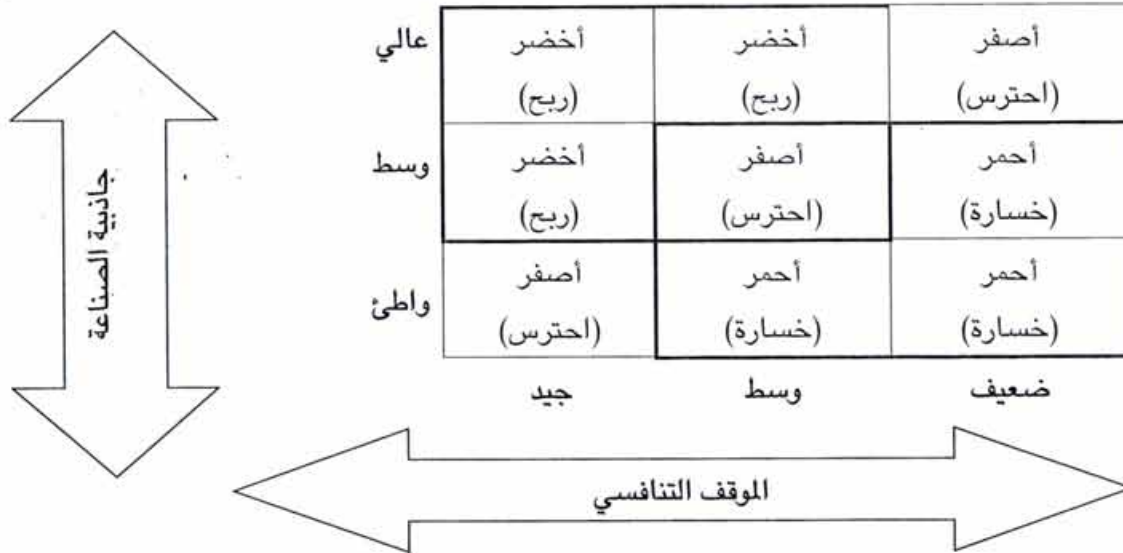 عالي
أخضر
أخضر
أصفر
(ربح)
(ربح)
(احترس)
وسط
أخضر
أصفر
أحمر
(ربح)
(احترس)
(خسارة)
واطئ
أصفر
أحمر
أحمر
(احترس)
(خسارة)
(خسارة)
جيد
وسط
ضعيف
جاذبية الصناعة
الموقف التنافسي